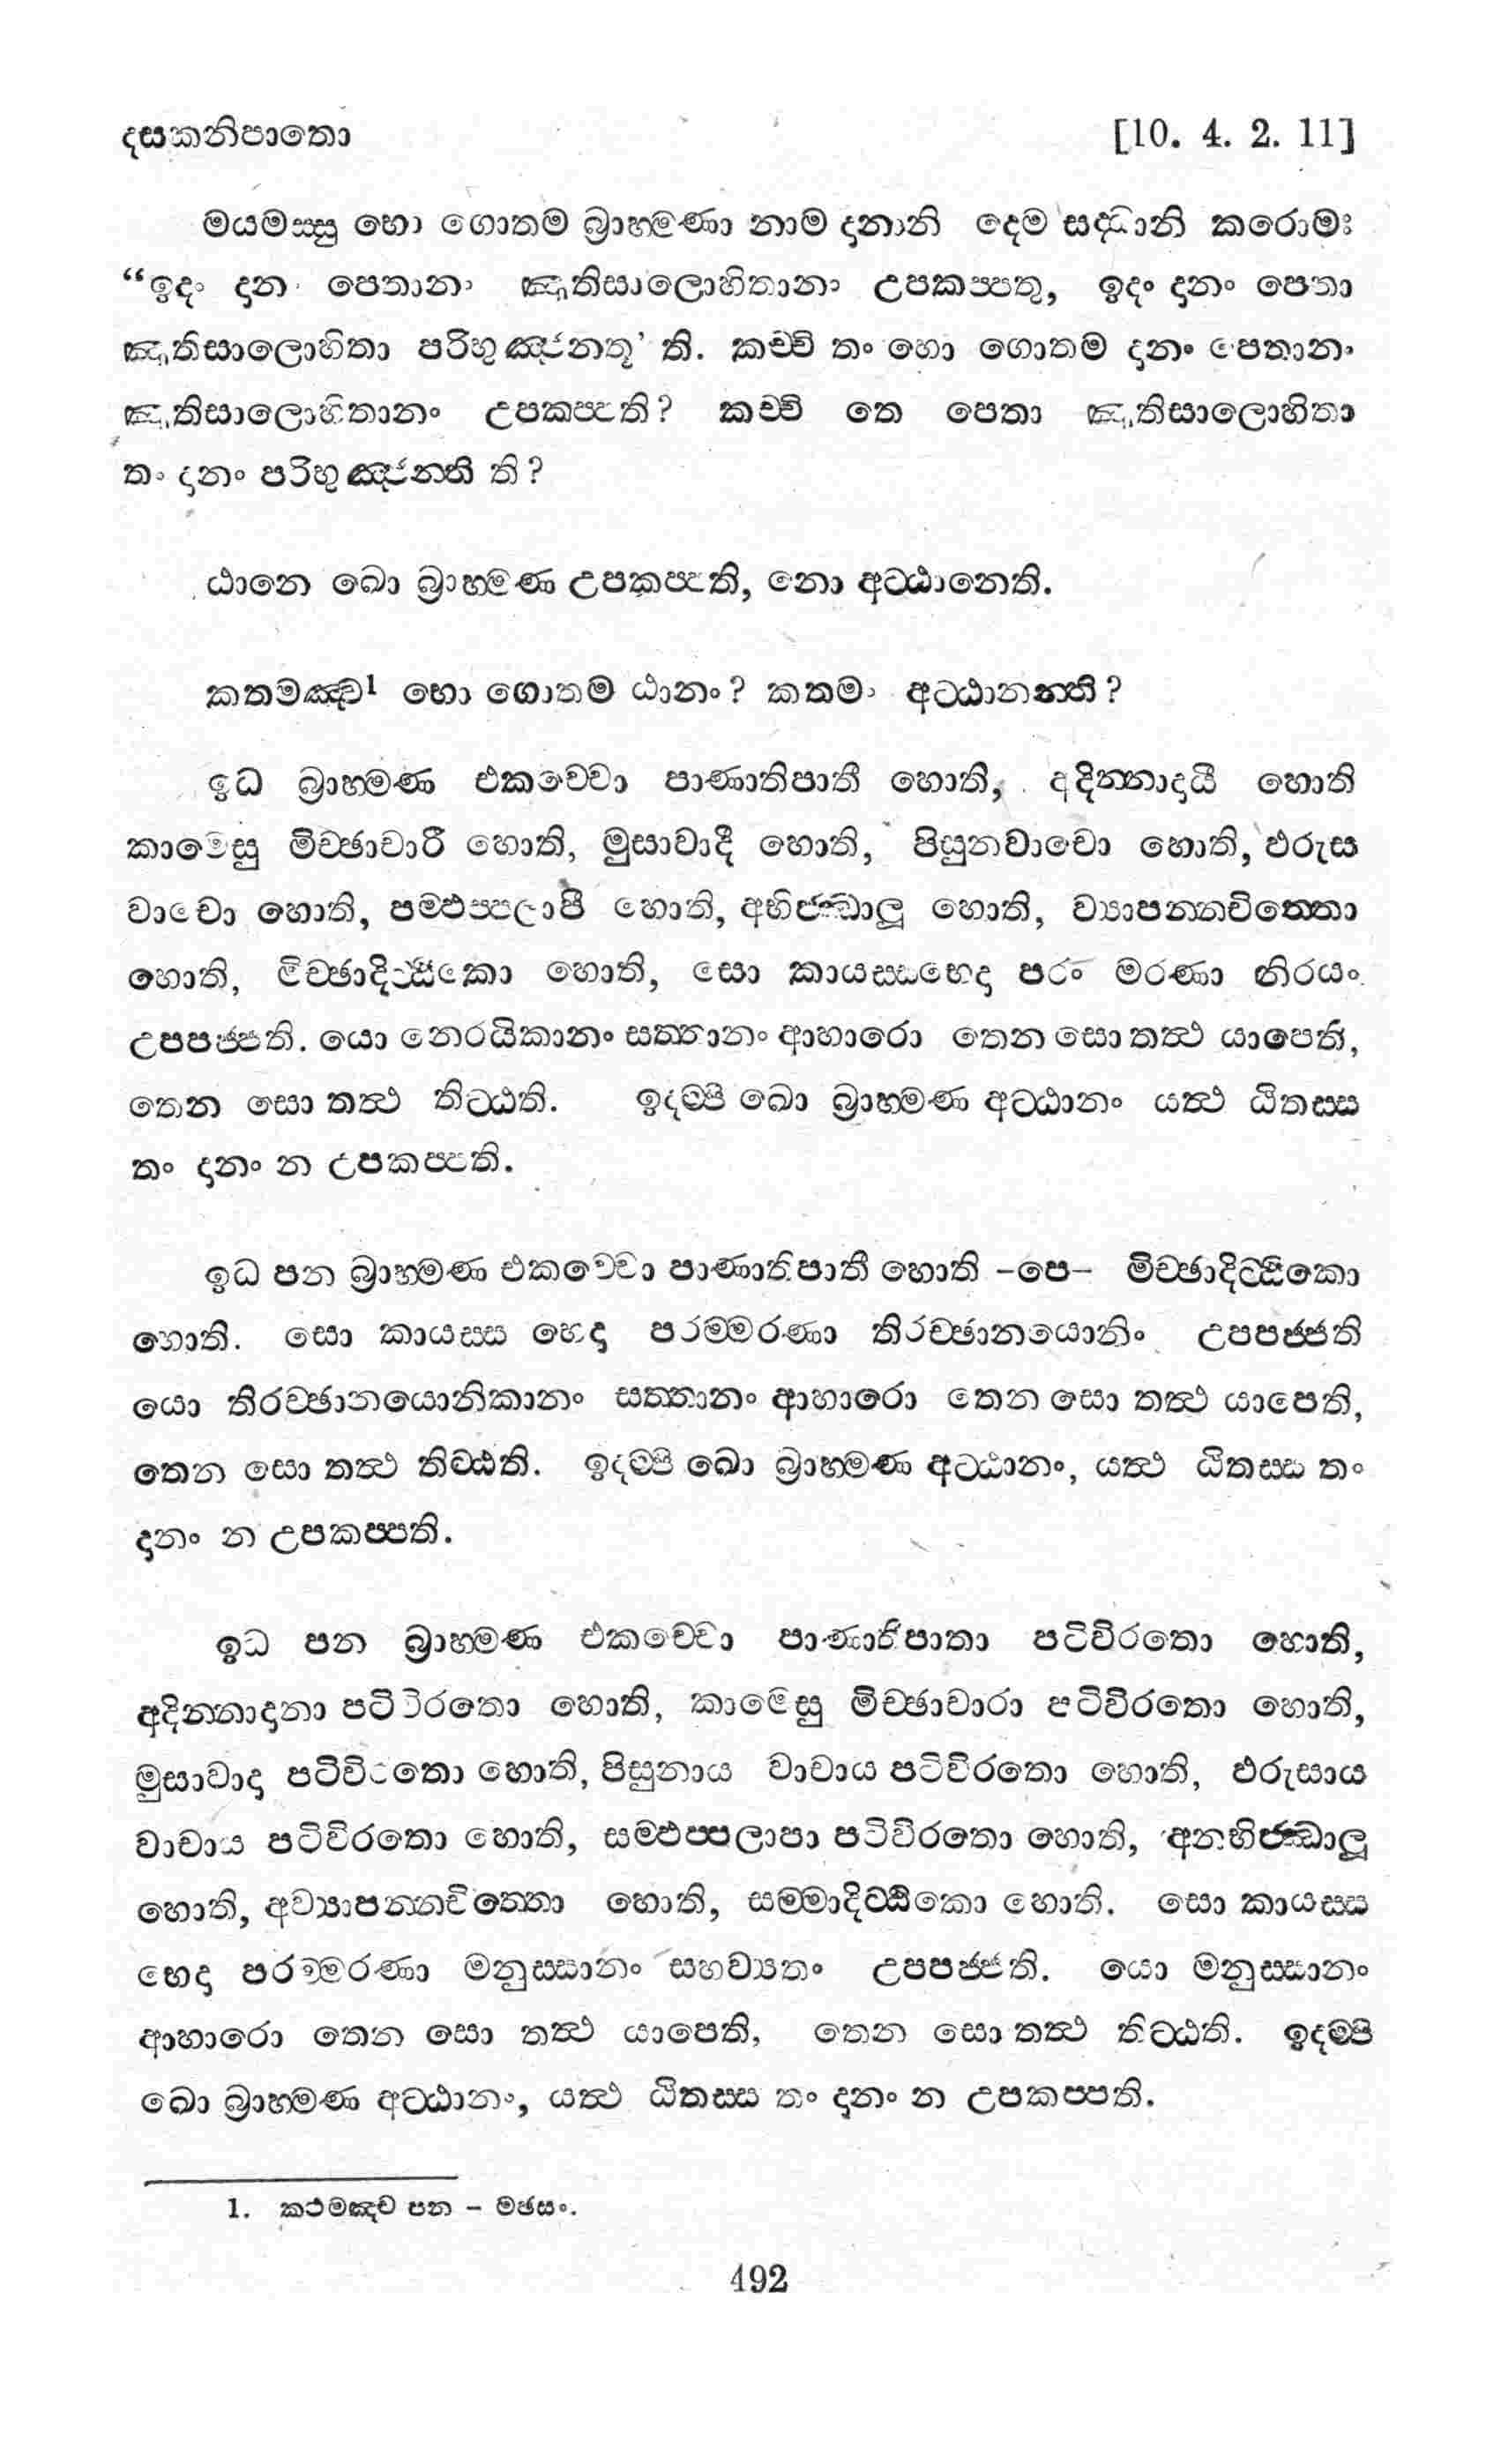 දසකනිපාතො [10. 4. 2. 11]
මයමස්සු භො ගොතම බ්‍රාහ්මණා නාම දානානි දෙම සද්ධානි කරොමඃ
“ඉදං දානං පෙතානං ඤාතිසාලොහිතානං උපකප්පතු, ඉදං දානං පෙතා
ඤාතිසාලොහිතා පරිභුඤ්ජන්තූ’ ති. කච්චි තං භො ගොතම දානං පෙතානං
ඤාතිසාලොහිතානං උපකප්පති? කච්චි තෙ පෙතා ඤාතිසාලොහිතා
තං දානං පරිභුඤ්ජන්ති ති?
ඨානෙ ඛො බ්‍රාහ්මණ උපකප්පති, නො අට්ඨානෙති.
කතමඤ්ච1 භො ගොතම ඨානං? කතමං අට්ඨානන්ති?
ඉධ බ්‍රාහ්මණ එකච්චො පාණාතිපාතී හොති, අදින්නාදායී හොති
කාමෙසු මිච්ඡාචාරී හොති, මුසාවාදී හොති, පිසුනවාචො හොති, ඵරුස
වාචො හොති, පම්ඵප්පලාපී හොති, අභිජ්ඣාලූ හොති, ව්‍යාපන්නචිත්තො
හොති, මිච්ඡාදිට්ඨිකො හොති, සො කායස්සභෙදා පරං මරණා නිරයං
උපපජ්ජති. යො නෙරයිකානං සත්තානං ආහාරො තෙන සො තත්ථ යාපෙති,
තෙන සො තත්ථ තිට්ඨති. ඉදම්පි ඛො බ්‍රාහ්මණ අට්ඨානං යත්ථ ඨිතස්ස
තං දානං න උපකප්පති.
ඉධ පන බ්‍රාහ්මණ එකච්චො පාණාතිපාතී හොති -පෙ- මිච්ඡාදිට්ඨිකො
හොති. සො කායස්ස භෙදා පරම්මරණා තිරච්ඡානයොනිං උපපජ්ජති
යො තිරච්ඡානයොනිකානං සත්තානං ආහාරො තෙන සො තත්ථ යාපෙති,
තෙන සො තත්ථ තිට්ඨති. ඉදම්පි ඛො බ්‍රාහ්මණ අට්ඨානං, යත්ථ ඨිතස්ස තං
දානං න උපකප්පති.
ඉධ පන බ්‍රාහ්මණ එකච්චො පාණාතිපාතා පටිවිරතො හොති,
අදින්නාදානා පටිවිරතො හොති, කාමෙසු මිච්ඡාචාරා පටිවිරතො හොති,
මුසාවාදා පටිවිරතො හොති, පිසුනාය වාචාය පටිවිරතො හොති, ඵරුසාය
වාචාය පටිවිරතො හොති, සම්ඵප්පලාපා පටිවිරතො හොති, අනභිජ්ඣාලූ
හොති, අව්‍යාපන්නචිත්තො හොති, සම්මාදිට්ඨිකො හොති. සො කායස්ස
භෙදා පරම්මරණා මනුස්සානං සහව්‍යතං උපපජ්ජති. යො මනුස්සානං
ආහාරො තෙන සො තත්ථ යාපෙති, තෙන සො තත්ථ තිට්ඨති. ඉදම්පි
ඛො බ්‍රාහ්මණ අට්ඨානං, යත්ථ ඨිතස්ස තං දානං න උපකප්පති.
1. කථමඤ්ච පන - මඡසං.
492